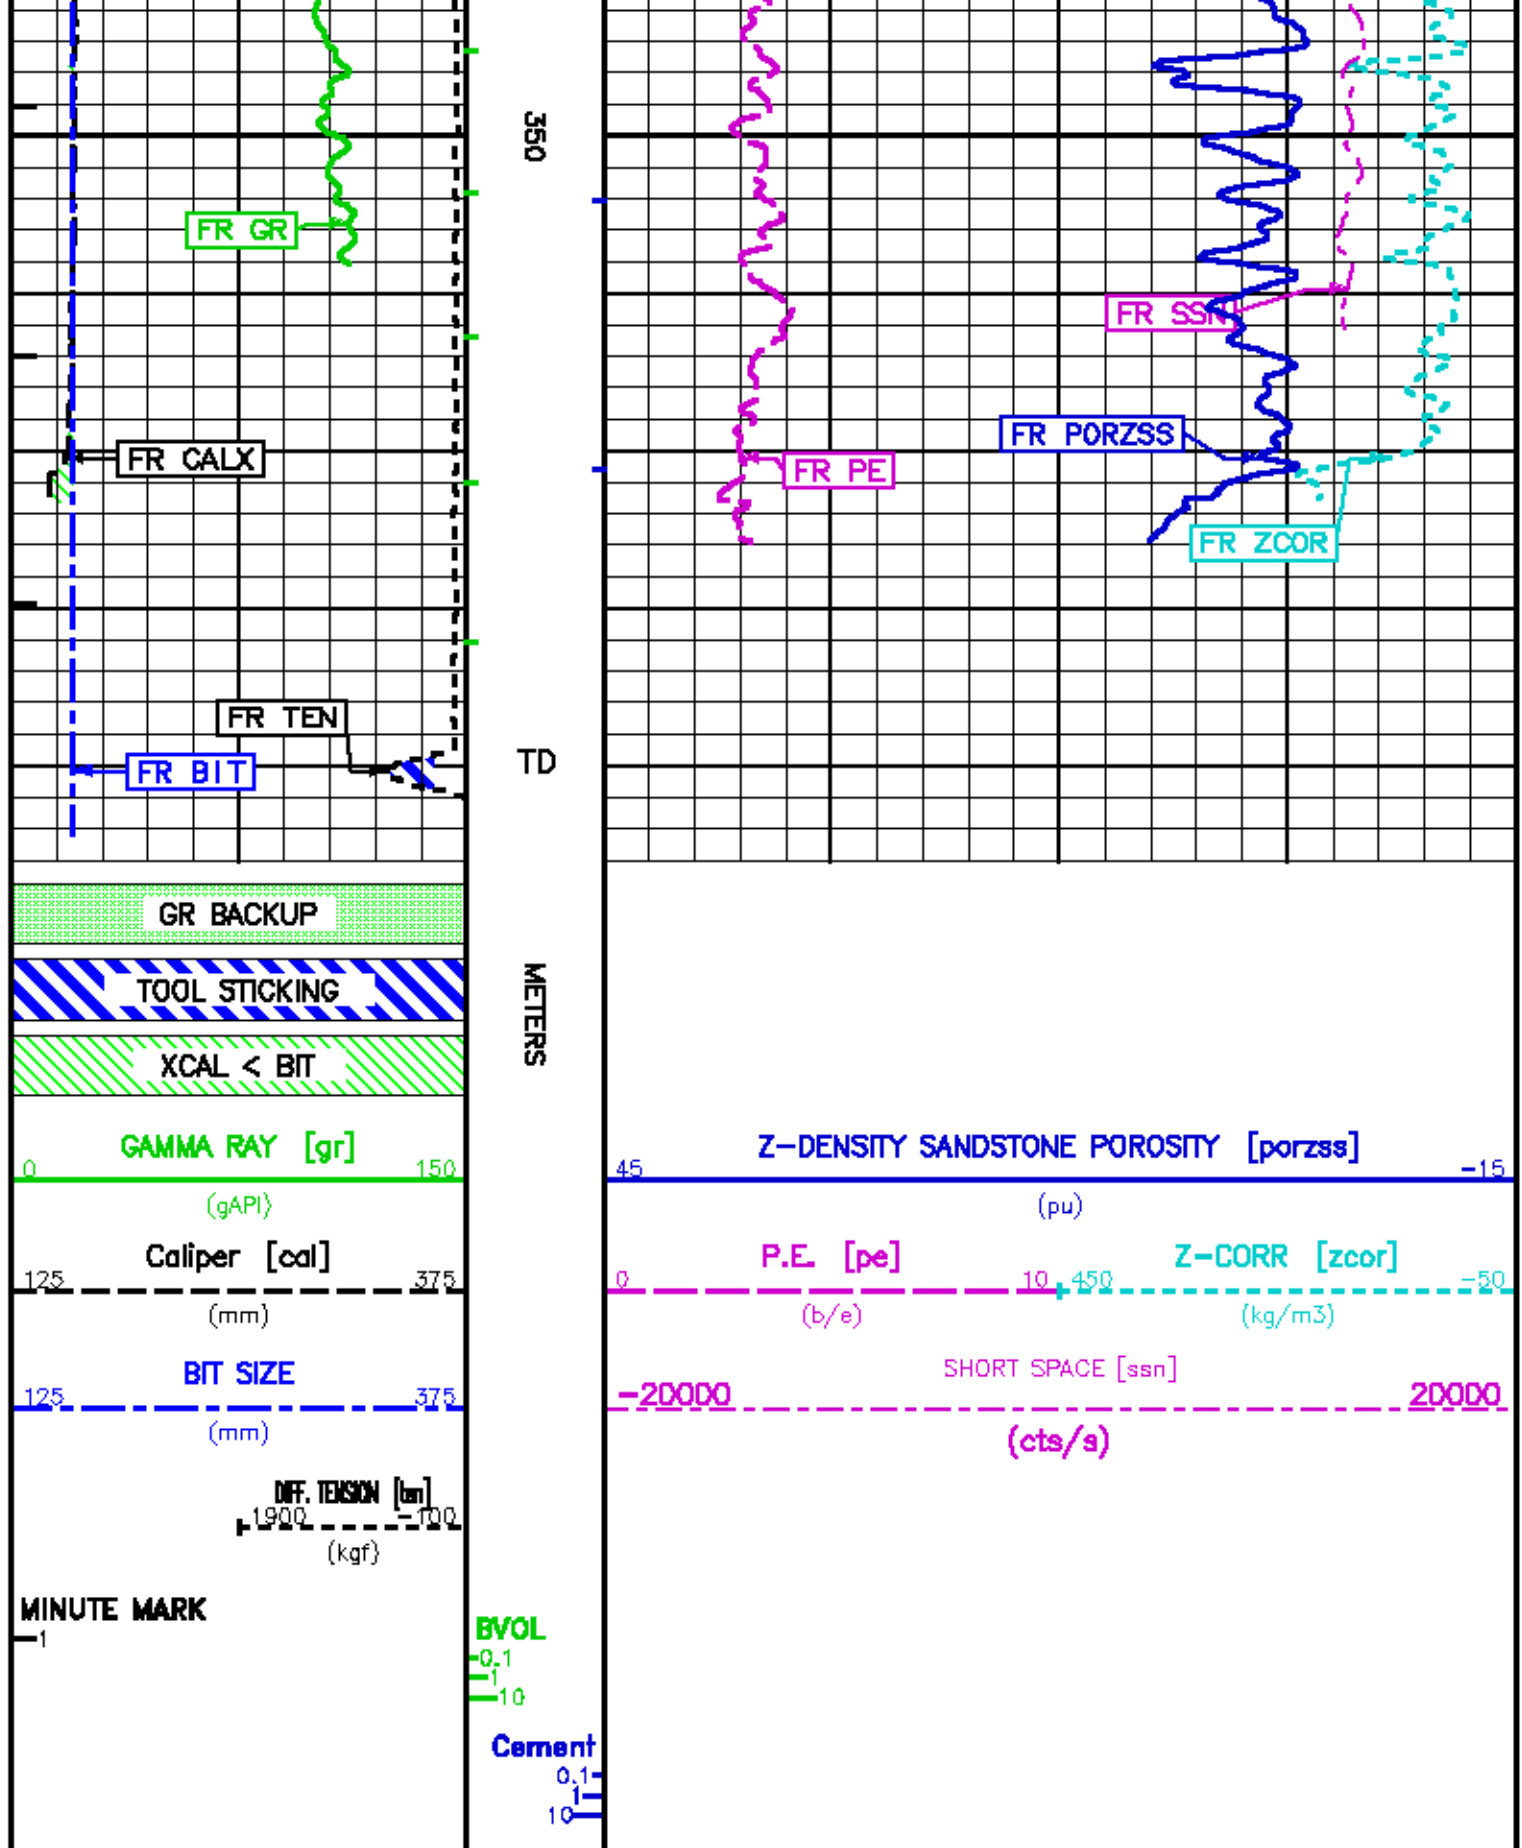 350
FR GR
FR SSN
FR PORZSS
FR CALX
FR PE
FR ZCOR
FR TEN
TD
FR BIT
GR BACKUP
TOOL STICKING
METERS
XCAL < BIT
GAMMA RAY [gr]
0 150
(gAPI)
Z-DENSITY SANDSTONE POROSITY [porzss]
45 -15
(pu)
Caliper [cal]
125 375
(mm)
P.E. [pe]
0 10
(b/e)
Z-CORR [zcor]
450 -50
(kg/m3)
BIT SIZE
125 375
(mm)
SHORT SPACE [ssn]
-20000 20000
(cts/s)
DIFF. TENSION [ten]
1900 -100
(kgf)
MINUTE MARK
1
BVOL
0.1
1
10
Cement
0.1
1
10